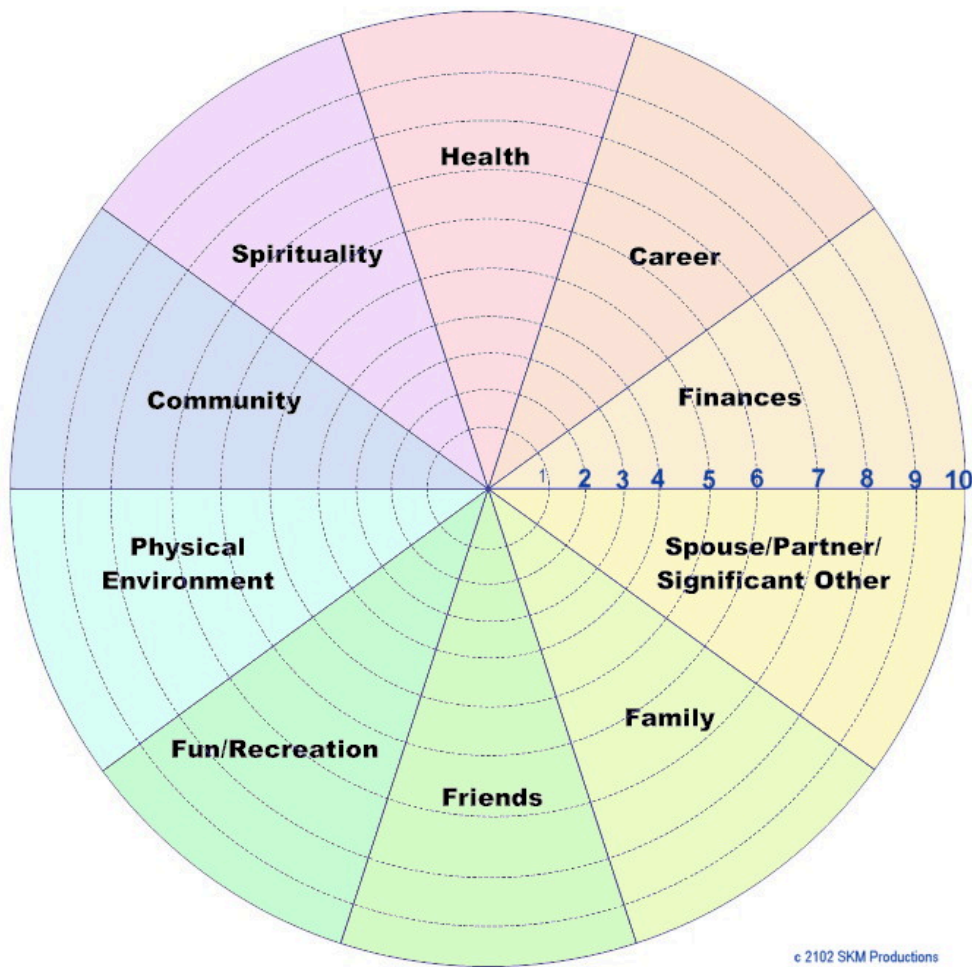 Health
Spirituality
Career
Community
Finances
1 2 3 4 5 6 7 8 9 10
Physical
Environment
Spouse/Partner/
Significant Other
Family
Fun/Recreation
Friends
c 2102 SKM Productions